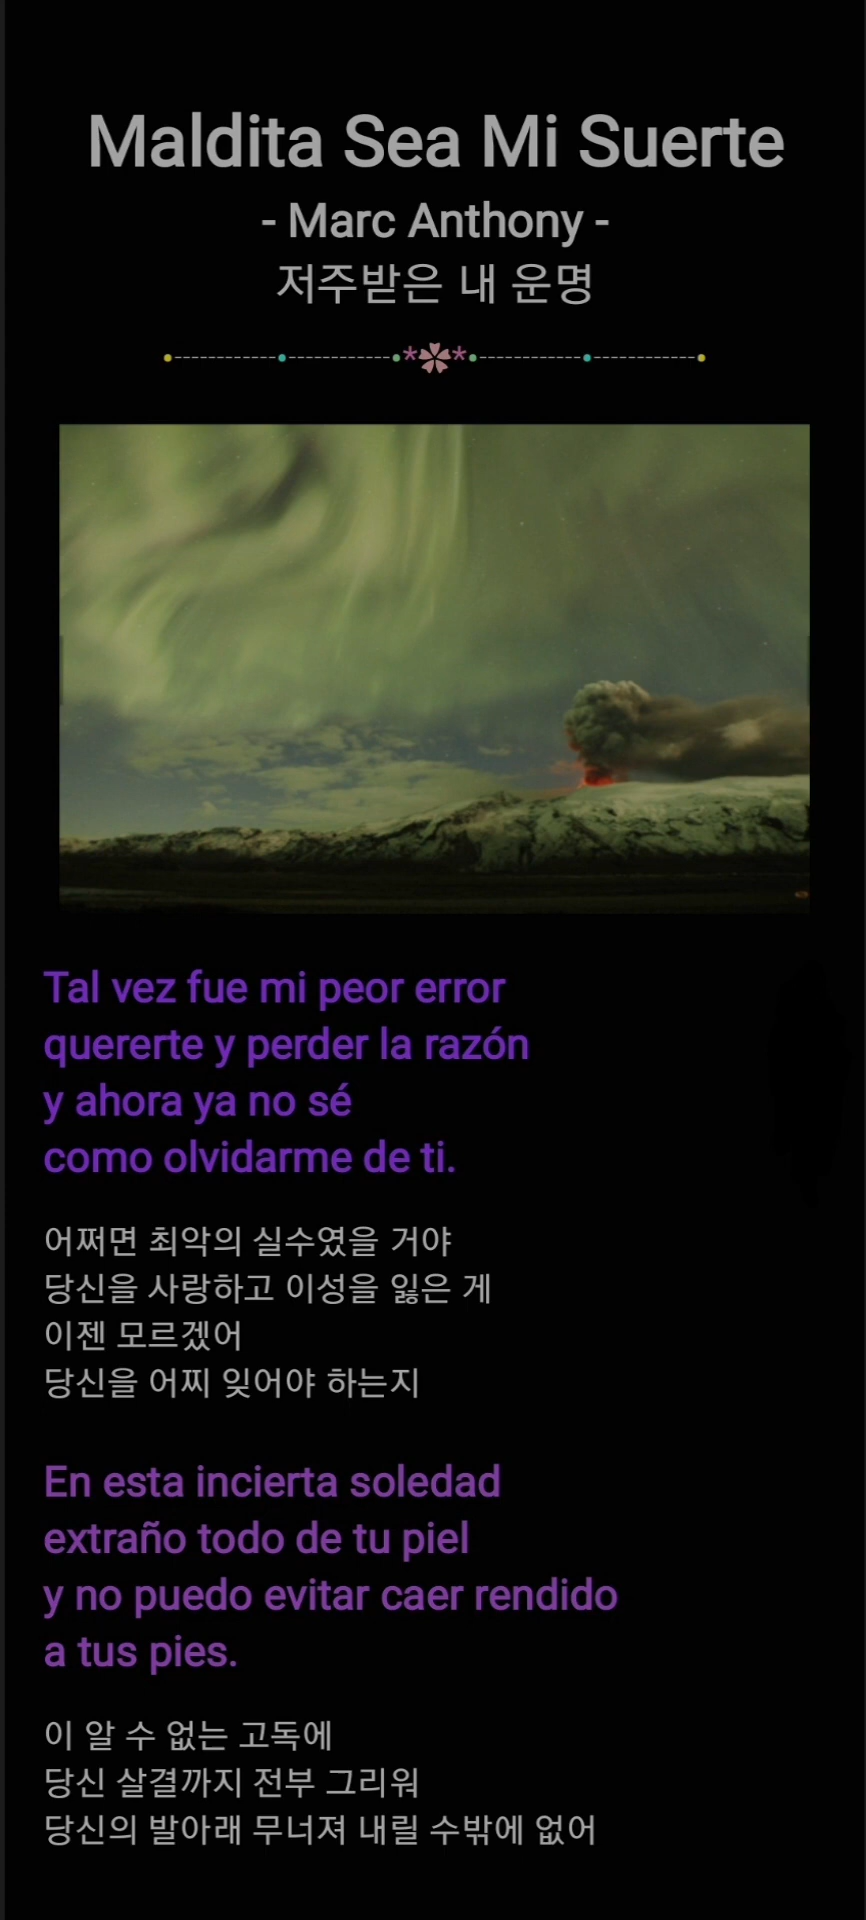 Maldita Sea Mi Suerte
- Marc Anthony -
저주받은 내 운명
Tal vez fue mi peor error
quererte y perder la razón
y ahora ya no sé
como olvidarme de ti.
어쩌면 최악의 실수였을 거야
당신을 사랑하고 이성을 잃은 게
이젠 모르겠어
당신을 어찌 잊어야 하는지
En esta incierta soledad
extraño todo de tu piel
y no puedo evitar caer rendido
a tus pies.
이 알 수 없는 고독에
당신 살결까지 전부 그리워
당신의 발아래 무너져 내릴 수밖에 없어